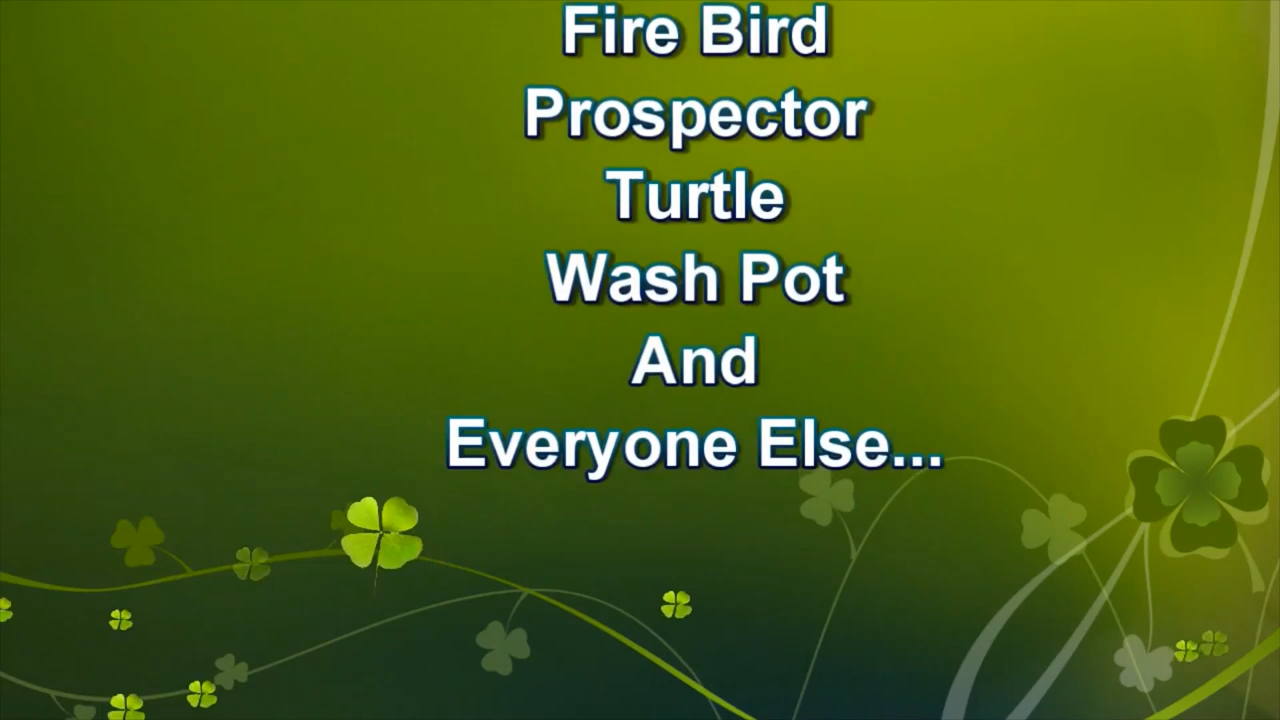 Fire Bird
Prospector
Turtle
Wash Pot
And
Everyone Else...